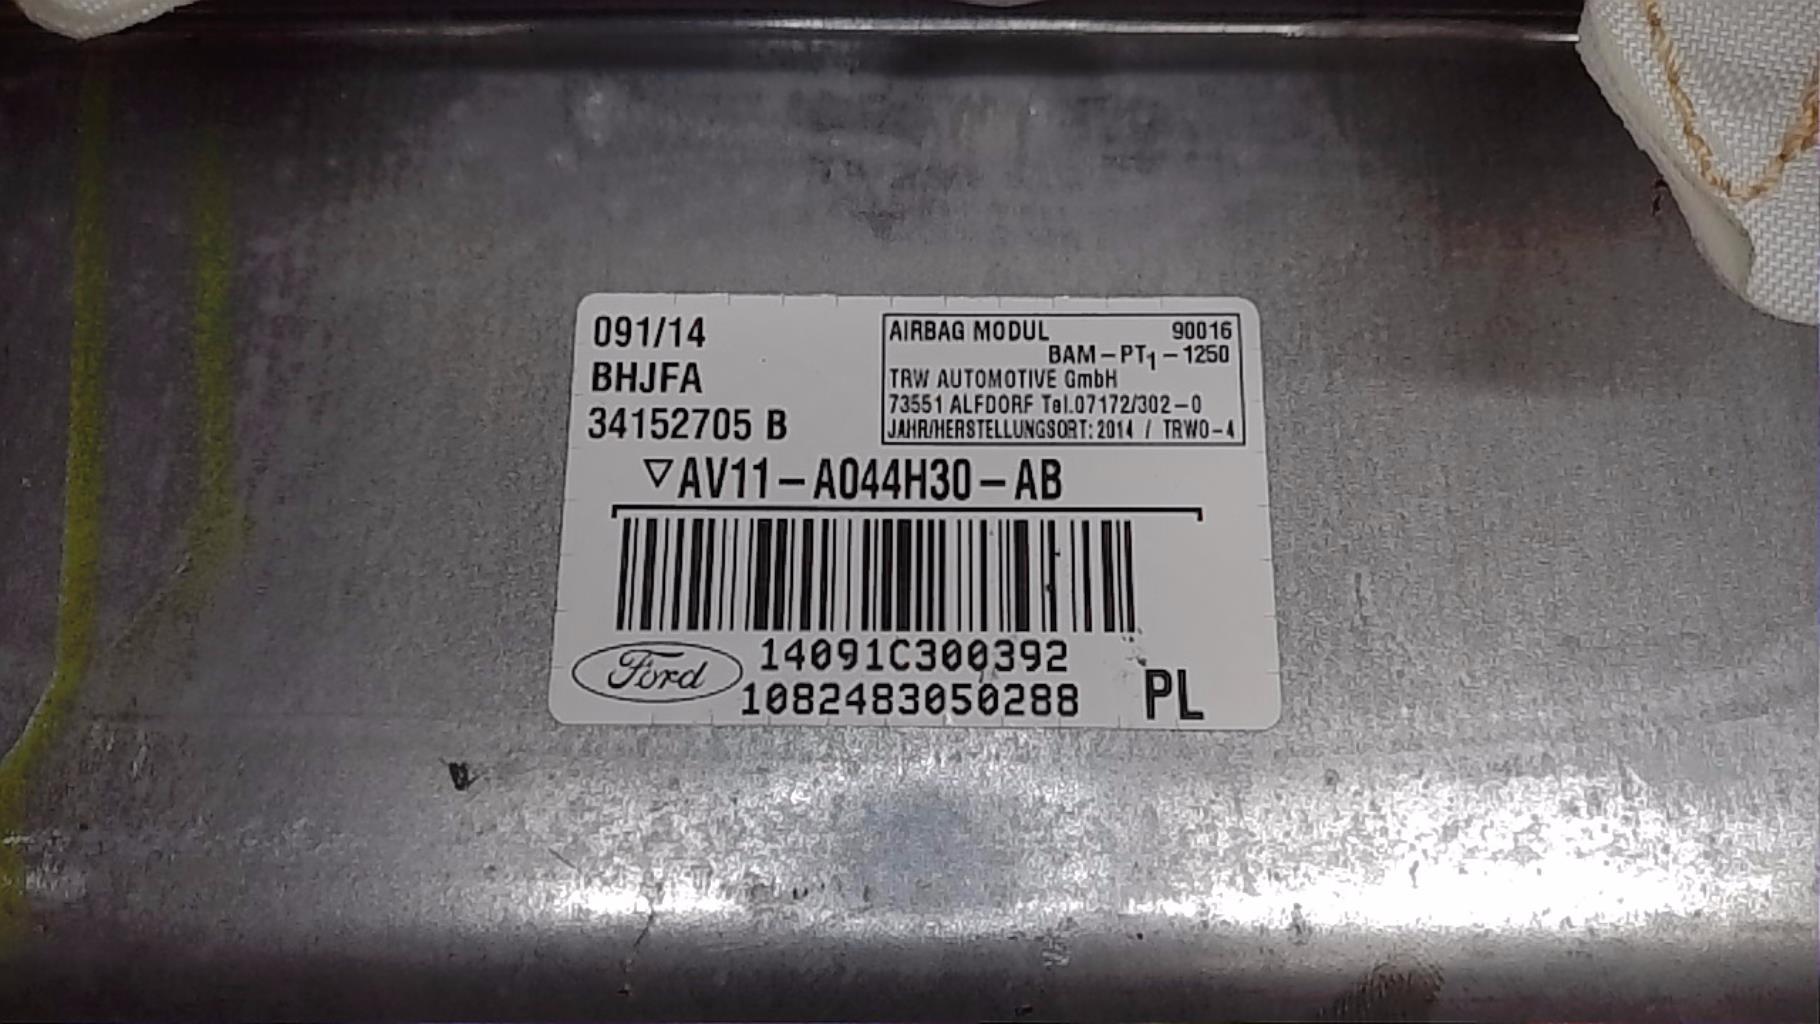 091/14
BHJFA
34152705 B
AIRBAG MODUL 90016
BAM-PT1-1250
TRW AUTOMOTIVE GmbH
73551 ALFDORF Tel.07172/302-0
JAHR/HERSTELLUNGSORT: 2014 / TRWO-4
▽AV11-A044H30-AB
Ford
14091C300392
1082483050288
PL